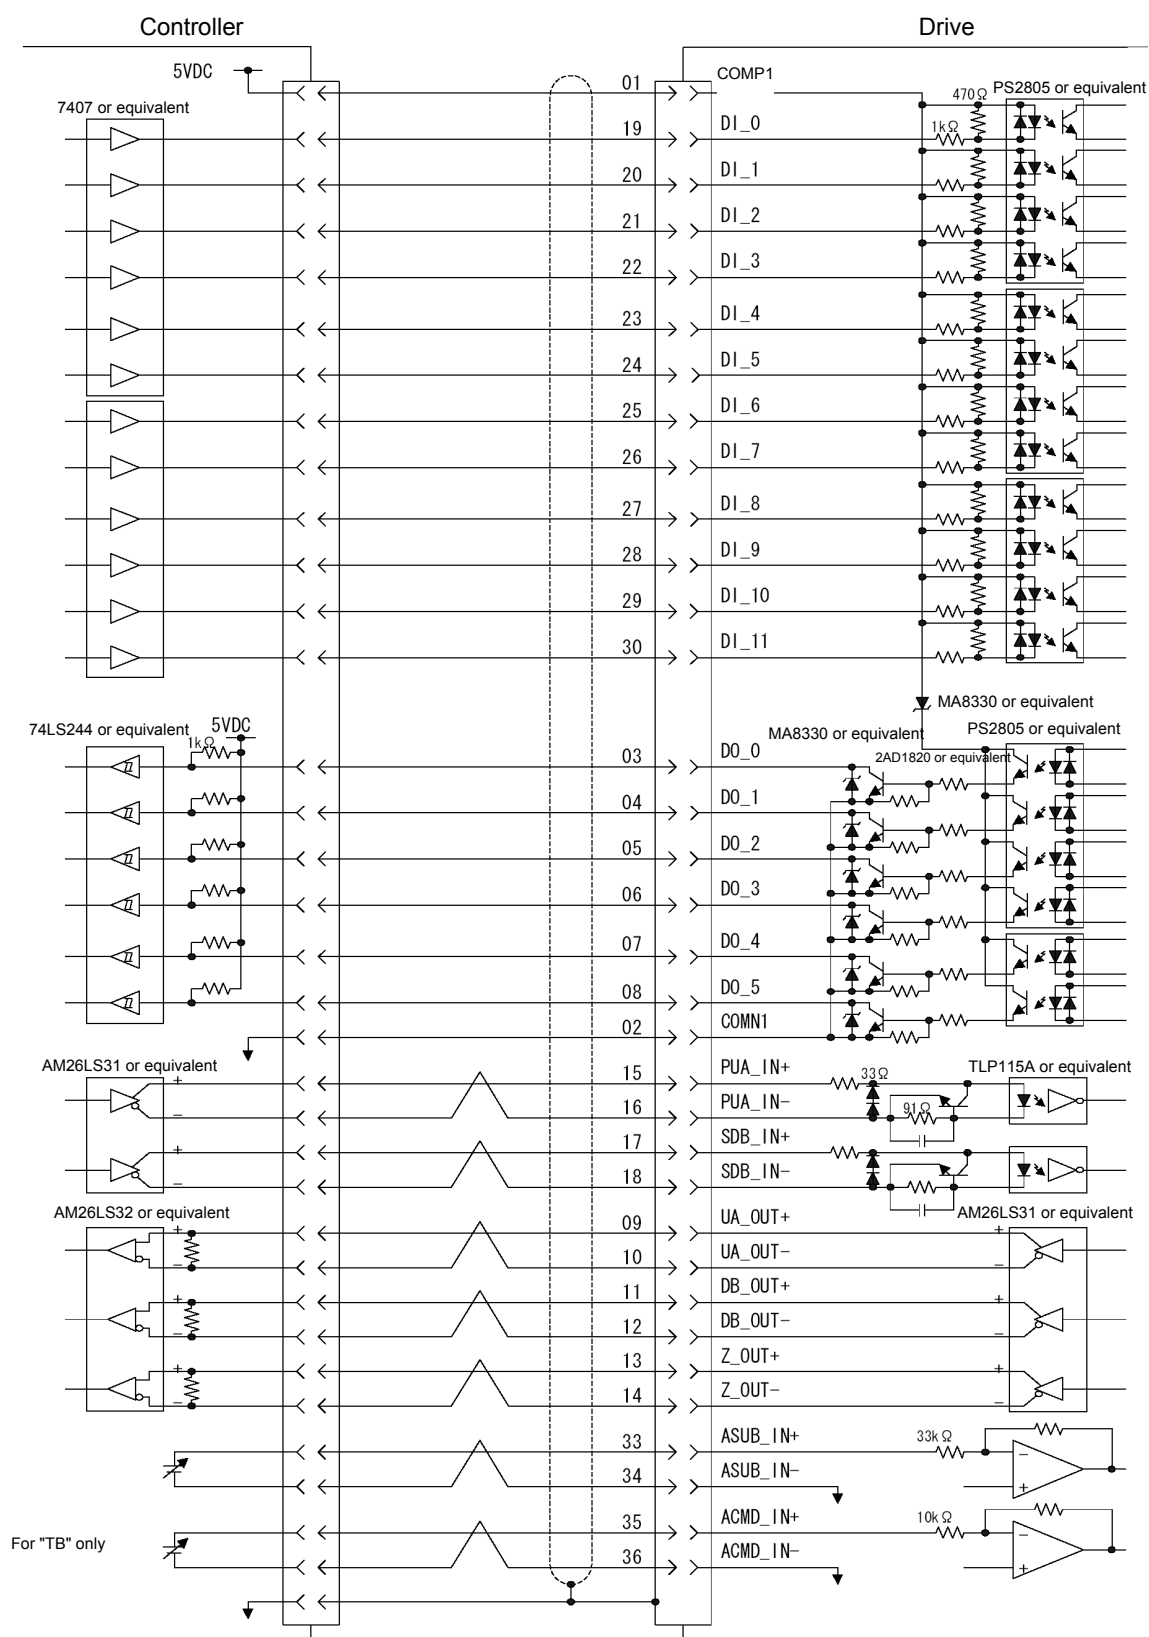 Controller
Drive
5VDC
01
COMP1
7407 or equivalent
470Ω
PS2805 or equivalent
1kΩ
19
DI_0
20
DI_1
21
DI_2
22
DI_3
23
DI_4
24
DI_5
25
DI_6
26
DI_7
27
DI_8
28
DI_9
29
DI_10
30
DI_11
MA8330 or equivalent
74LS244 or equivalent
5VDC
MA8330 or equivalent
PS2805 or equivalent
1kΩ
03
DO_0
2AD1820 or equivalent
04
DO_1
05
DO_2
06
DO_3
07
DO_4
08
DO_5
02
COMN1
AM26LS31 or equivalent
+
15
PUA_IN+
33Ω
TLP115A or equivalent
−
16
PUA_IN−
91Ω
+
17
SDB_IN+
−
18
SDB_IN−
AM26LS32 or equivalent
AM26LS31 or equivalent
+
09
UA_OUT+
+
−
10
UA_OUT−
−
+
11
DB_OUT+
+
−
12
DB_OUT−
−
+
13
Z_OUT+
+
−
14
Z_OUT−
−
33
ASUB_IN+
33kΩ
−
34
ASUB_IN−
+
35
ACMD_IN+
10kΩ
−
For "TB" only
36
ACMD_IN−
+